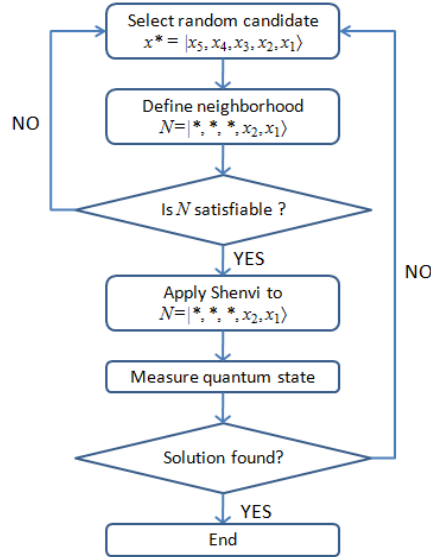 Select random candidate
x* = |x₅, x₄, x₃, x₂, x₁⟩
NO
Define neighborhood
N=|*, *, *, x₂, x₁⟩
Is N satisfiable ?
YES
NO
Apply Shenvi to
N=|*, *, *, x₂, x₁⟩
Measure quantum state
Solution found?
YES
End